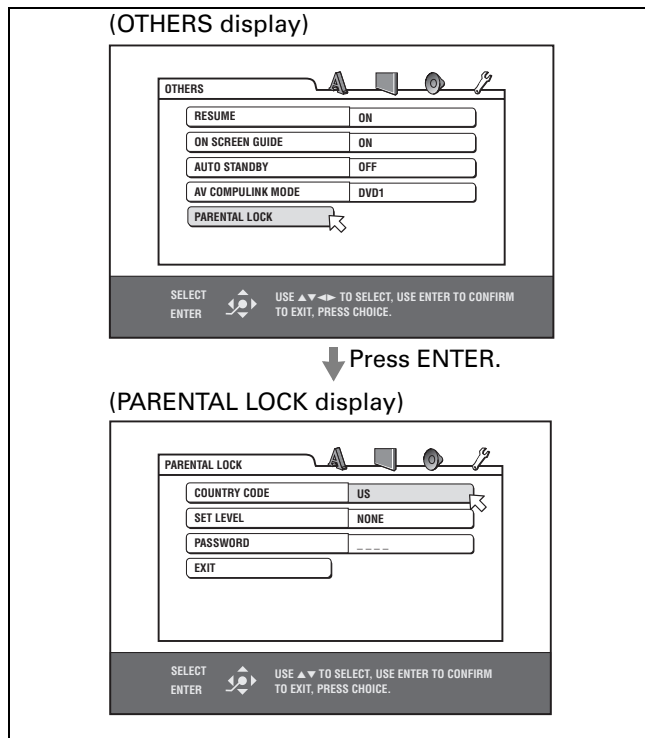 (OTHERS display)
OTHERS
RESUME ON
ON SCREEN GUIDE ON
AUTO STANDBY OFF
AV COMPULINK MODE DVD1
PARENTAL LOCK
SELECT
ENTER
USE ▲▼◄► TO SELECT, USE ENTER TO CONFIRM
TO EXIT, PRESS CHOICE.
Press ENTER.
(PARENTAL LOCK display)
PARENTAL LOCK
COUNTRY CODE US
SET LEVEL NONE
PASSWORD _ _ _ _
EXIT
SELECT
ENTER
USE ▲▼ TO SELECT, USE ENTER TO CONFIRM
TO EXIT, PRESS CHOICE.